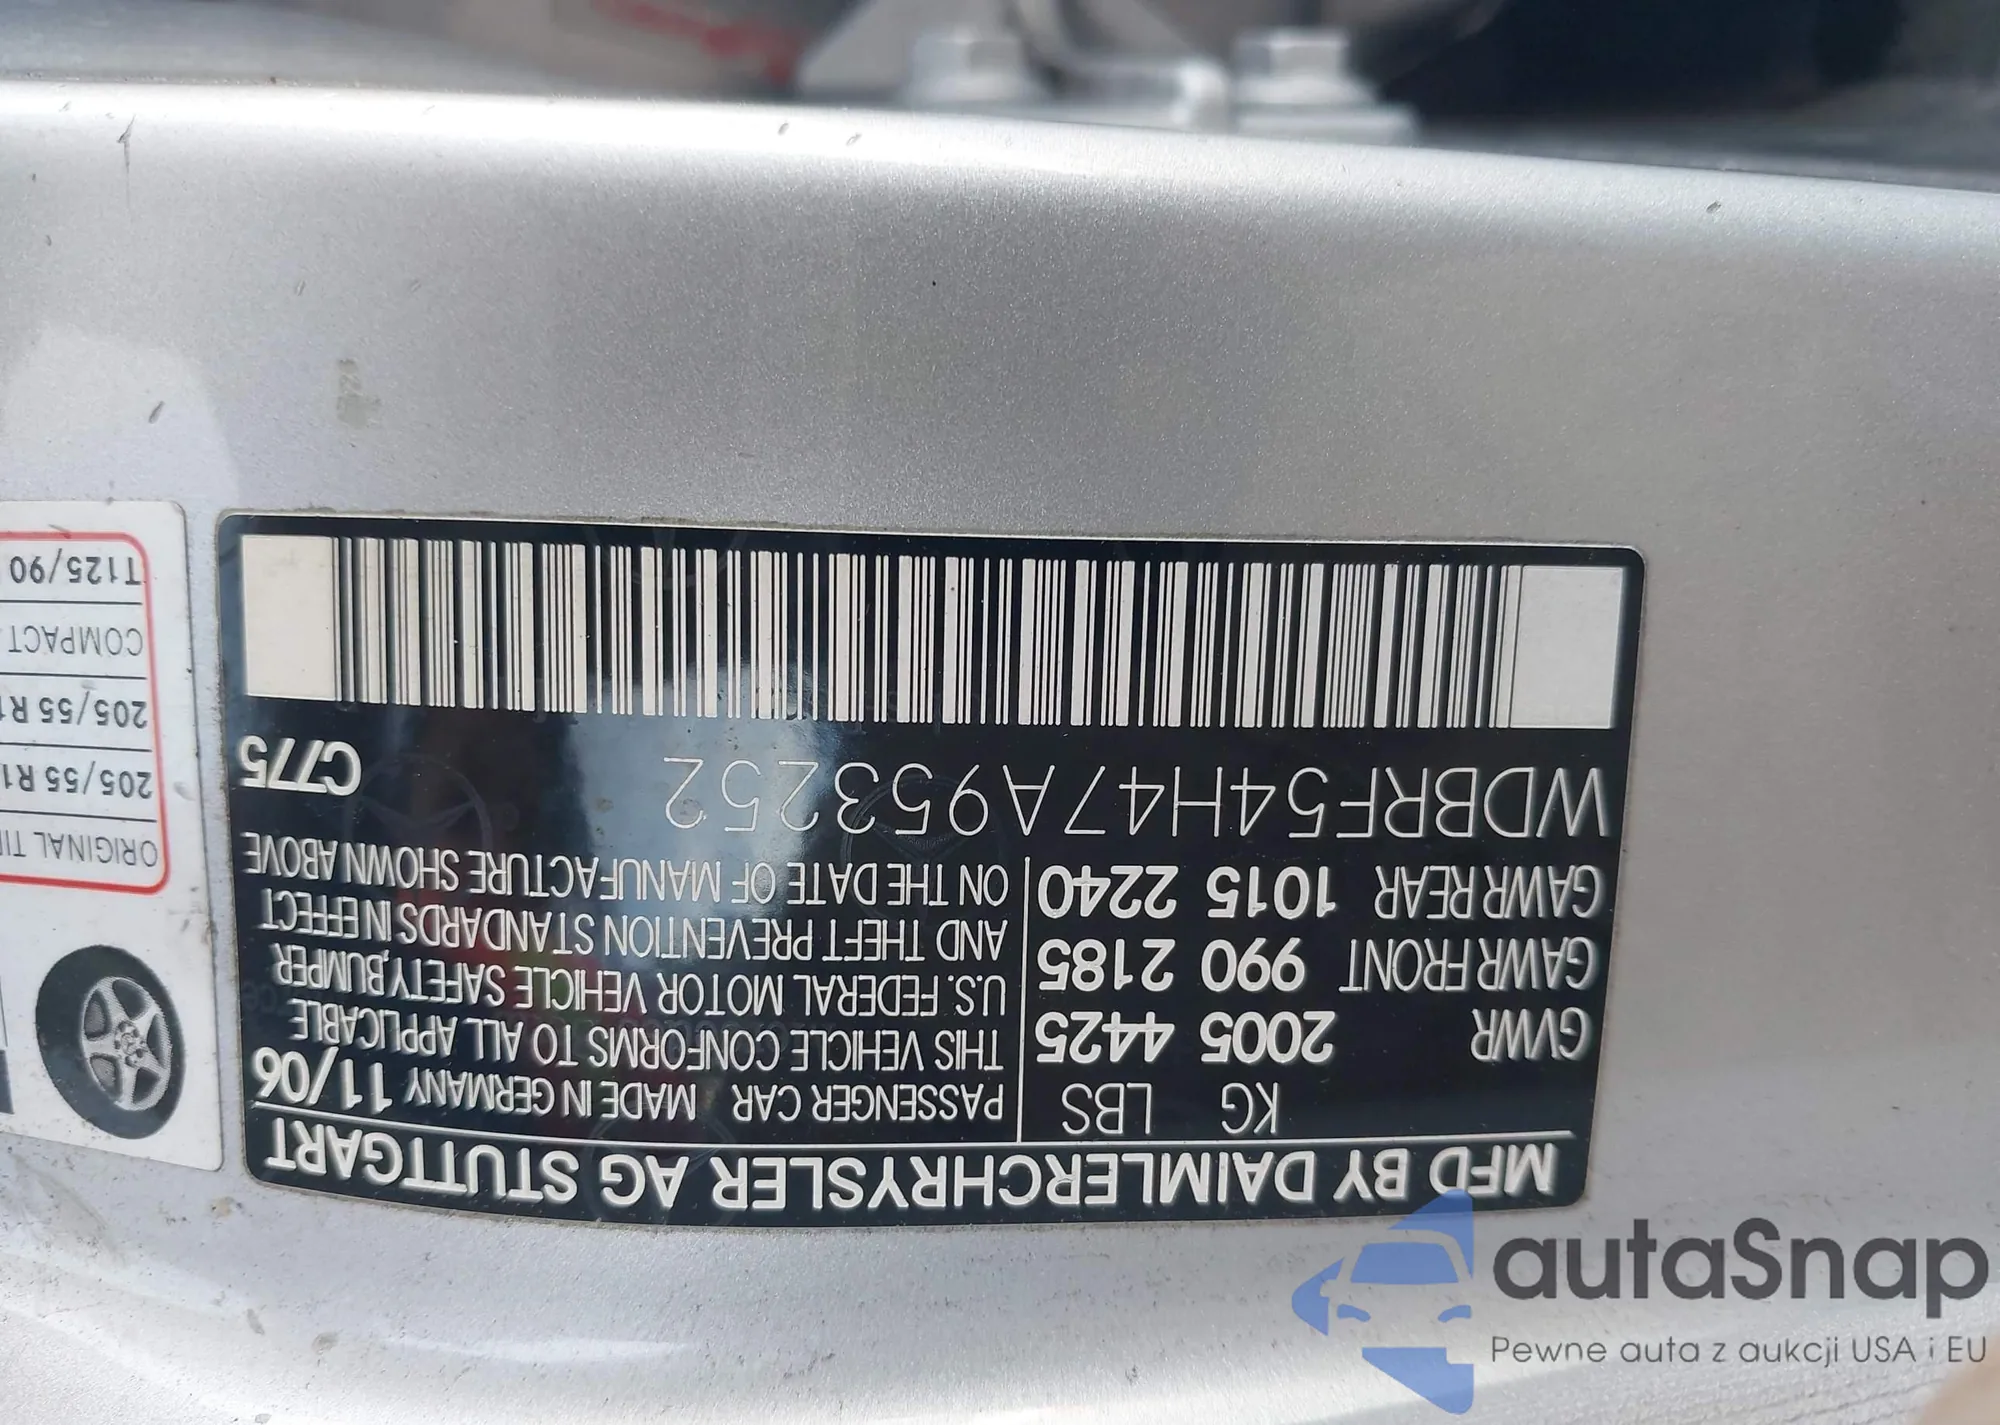 MFD BY DAIMLERCHRYSLER AG STUTTGART
KG LBS
GVWR 2005 4425
GAWR FRONT 990 2185
GAWR REAR 1015 2240
PASSENGER CAR MADE IN GERMANY 11/06
THIS VEHICLE CONFORMS TO ALL APPLICABLE
U.S. FEDERAL MOTOR VEHICLE SAFETY,BUMPER
AND THEFT PREVENTION STANDARDS IN EFFECT
ON THE DATE OF MANUFACTURE SHOWN ABOVE
WDBRF54H47A953252
C775
ORIGINAL
205/55
205/55
COMPACT
T125/90
autaSnap
Pewne auta z aukcji USA i EU